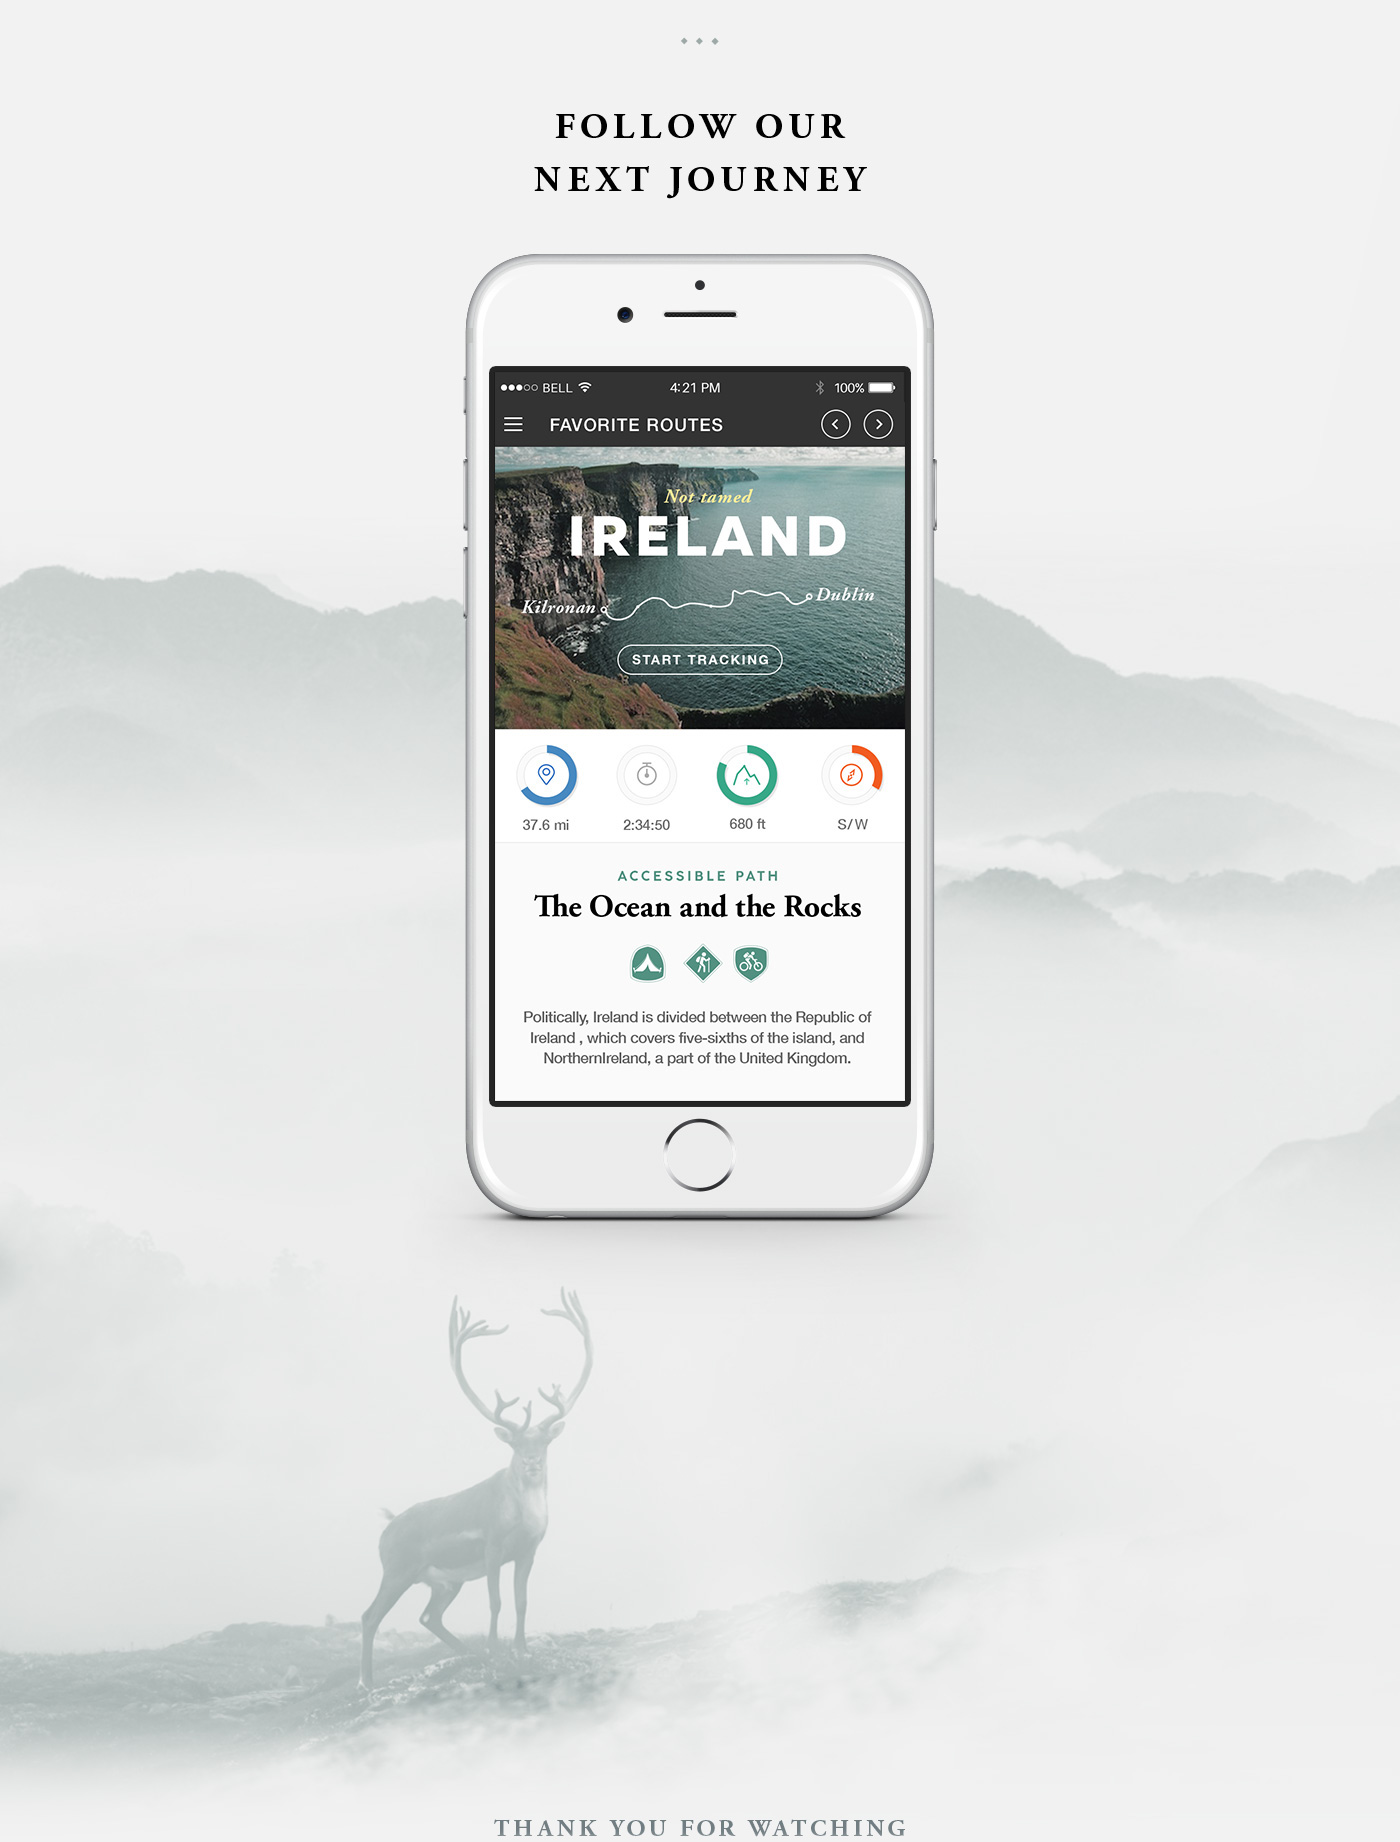 FOLLOW OUR
NEXT JOURNEY
BELL 4:21 PM 100%
FAVORITE ROUTES
Not tamed
IRELAND
Kilronan Dublin
START TRACKING
37.6 mi 2:34:50 680 ft S/W
ACCESSIBLE PATH
The Ocean and the Rocks
Politically, Ireland is divided between the Republic of
Ireland , which covers five-sixths of the island, and
NorthernIreland, a part of the United Kingdom.
THANK YOU FOR WATCHING